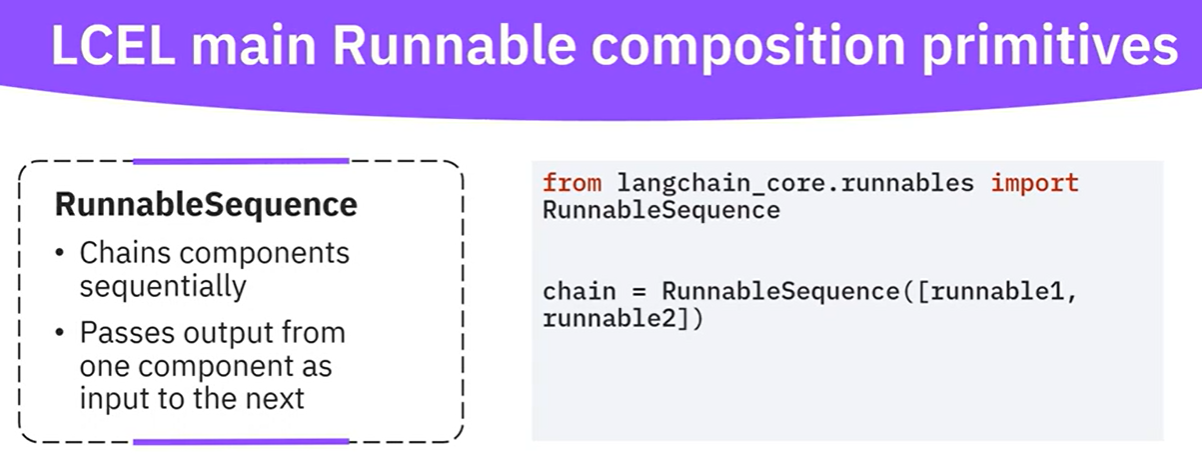 LCEL main Runnable composition primitives
RunnableSequence
• Chains components
sequentially
• Passes output from
one component as
input to the next
from langchain_core.runnables import
RunnableSequence
chain = RunnableSequence([runnable1,
runnable2])